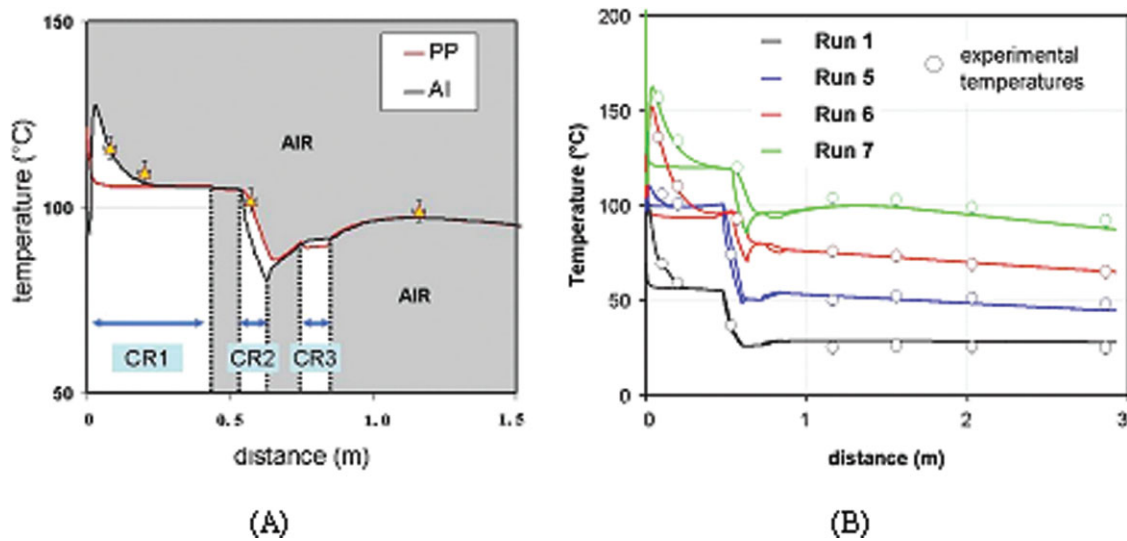 150
100
50
temperature (°C)
PP
AI
AIR
AIR
CR1
CR2
CR3
0
0.5
1.0
1.5
distance (m)
(A)
200
150
100
50
0
Temperature (°C)
Run 1
Run 5
Run 6
Run 7
experimental
temperatures
0
1
2
3
distance (m)
(B)